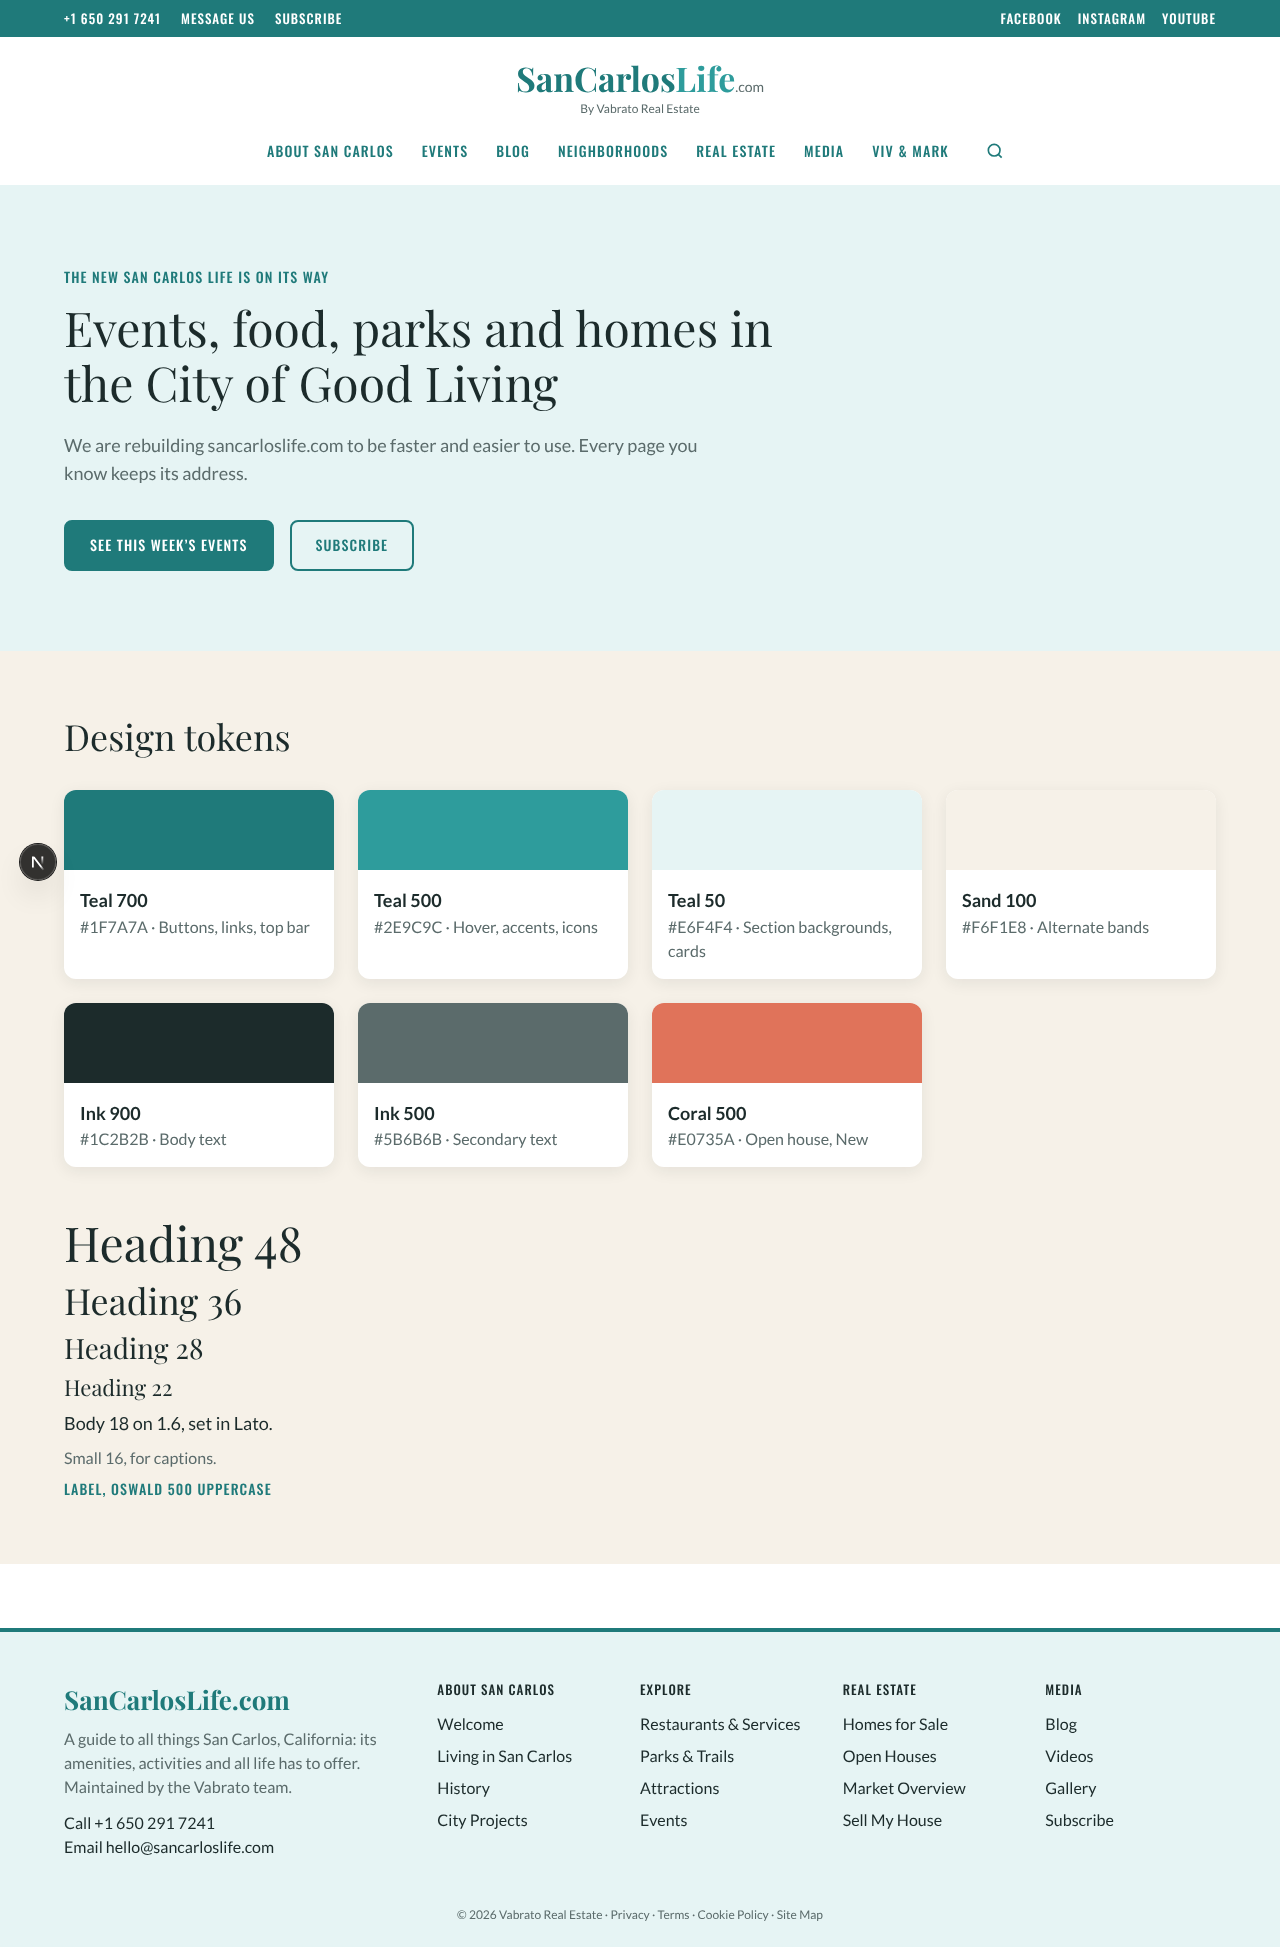 +1 650 291 7241 MESSAGE US SUBSCRIBE FACEBOOK INSTAGRAM YOUTUBE
SanCarlosLife.com
By Vabrato Real Estate
ABOUT SAN CARLOS EVENTS BLOG NEIGHBORHOODS REAL ESTATE MEDIA VIV & MARK
THE NEW SAN CARLOS LIFE IS ON ITS WAY
Events, food, parks and homes in
the City of Good Living
We are rebuilding sancarloslife.com to be faster and easier to use. Every page you
know keeps its address.
SEE THIS WEEK'S EVENTS SUBSCRIBE
Design tokens
N
Teal 700
#1F7A7A · Buttons, links, top bar
Teal 500
#2E9C9C · Hover, accents, icons
Teal 50
#E6F4F4 · Section backgrounds,
cards
Sand 100
#F6F1E8 · Alternate bands
Ink 900
#1C2B2B · Body text
Ink 500
#5B6B6B · Secondary text
Coral 500
#E0735A · Open house, New
Heading 48
Heading 36
Heading 28
Heading 22
Body 18 on 1.6, set in Lato.
Small 16, for captions.
LABEL, OSWALD 500 UPPERCASE
SanCarlosLife.com
A guide to all things San Carlos, California: its
amenities, activities and all life has to offer.
Maintained by the Vabrato team.
Call +1 650 291 7241
Email hello@sancarloslife.com
ABOUT SAN CARLOS
Welcome
Living in San Carlos
History
City Projects
EXPLORE
Restaurants & Services
Parks & Trails
Attractions
Events
REAL ESTATE
Homes for Sale
Open Houses
Market Overview
Sell My House
MEDIA
Blog
Videos
Gallery
Subscribe
© 2026 Vabrato Real Estate · Privacy · Terms · Cookie Policy · Site Map